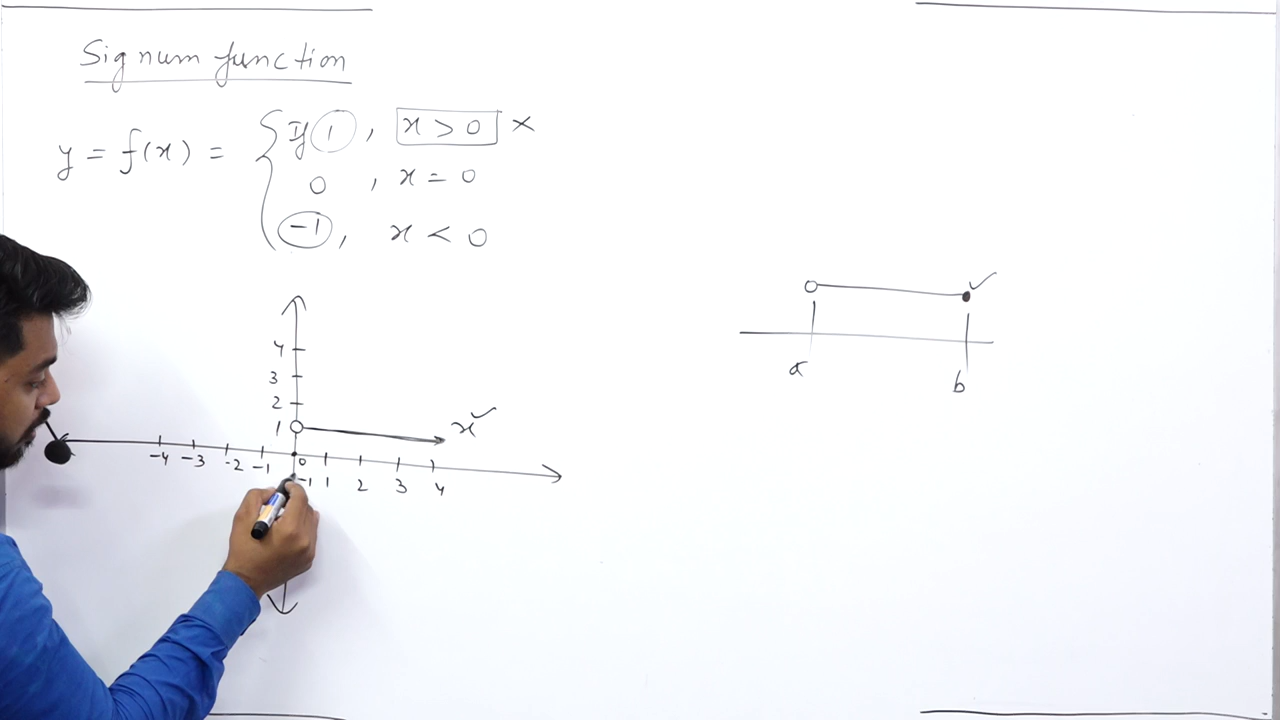 Signum function
y = f(x) = { If 1 , x > 0 ×
0 , x = 0
-1 , x < 0
4
3
2
1 x ✓
-4 -3 -2 -1 0 1 2 3 4
-1
✓
a b